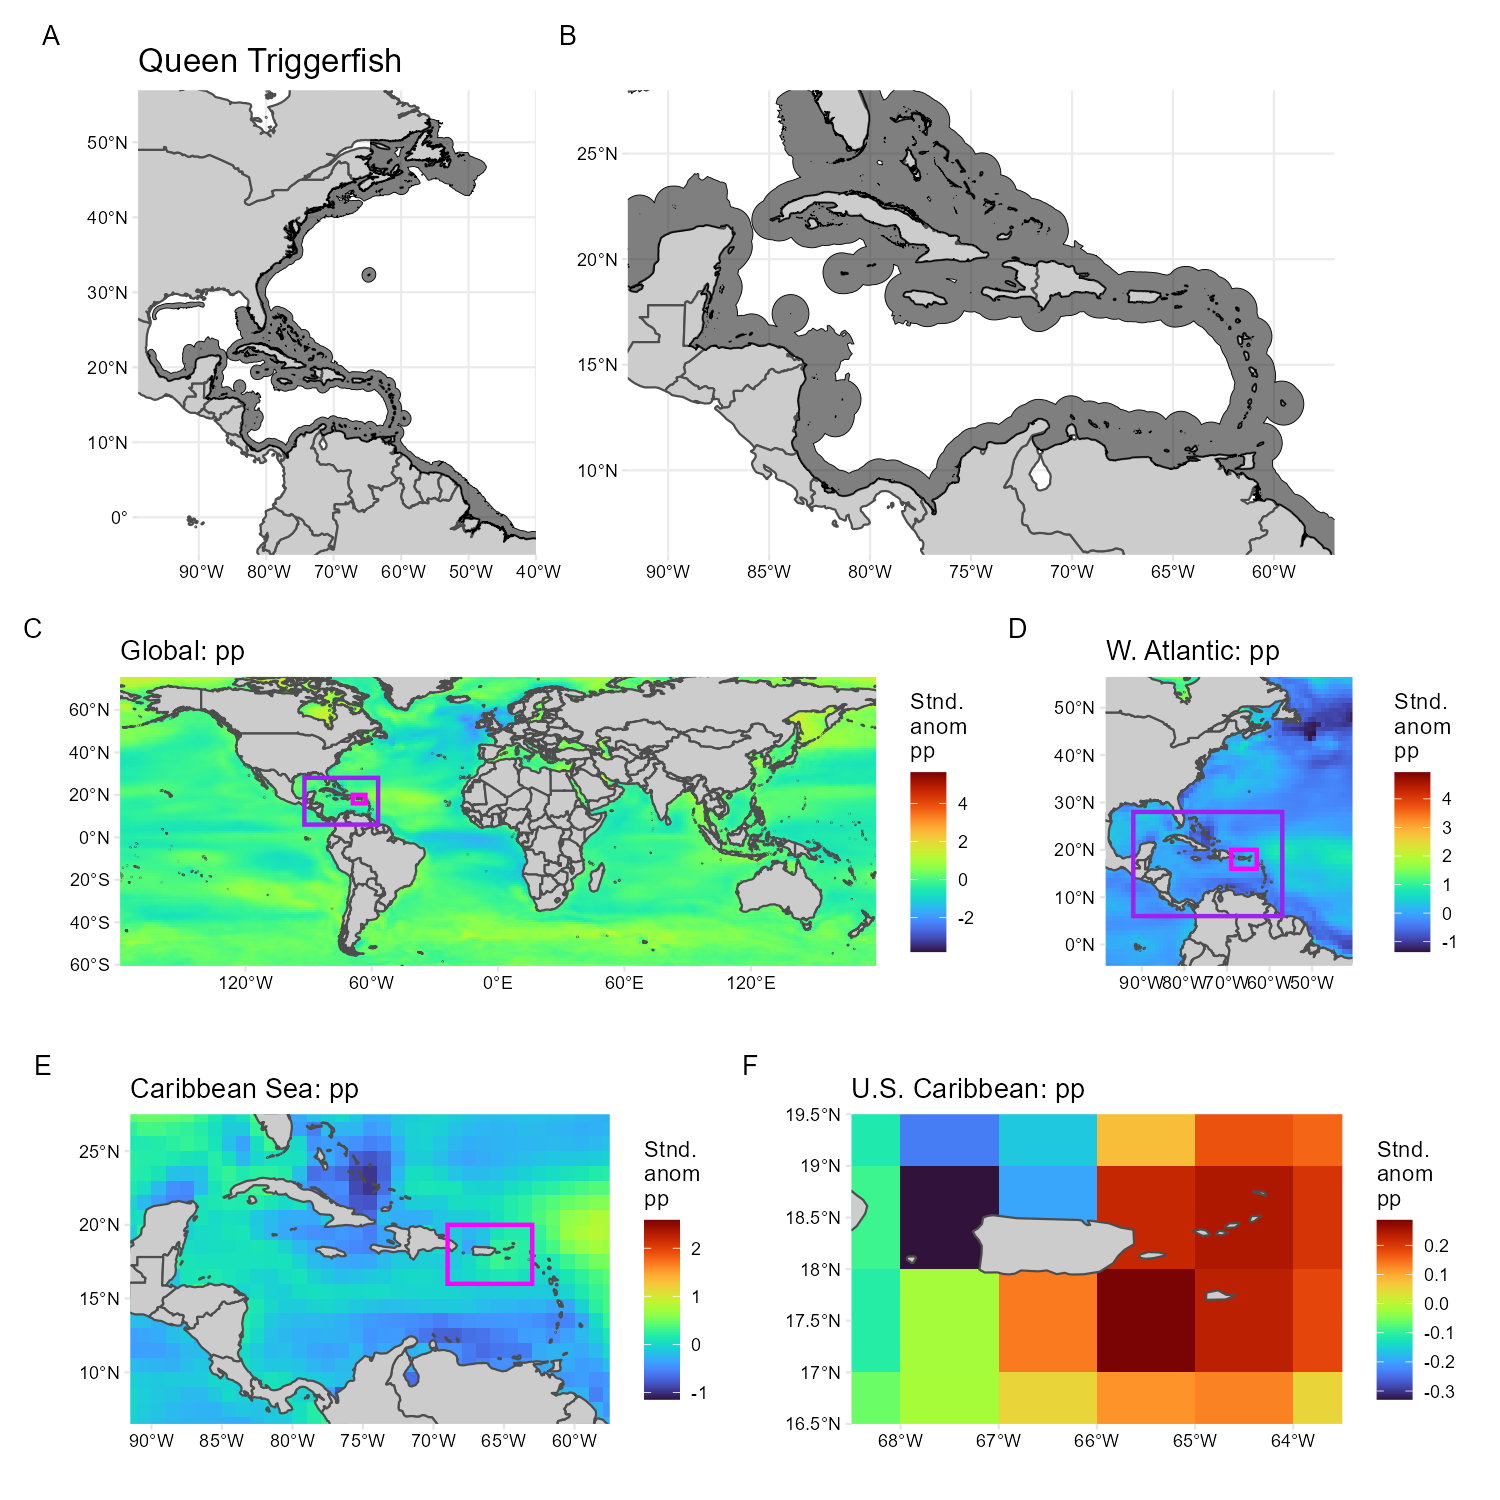 A
Queen Triggerfish
50°N
40°N
30°N
20°N
10°N
0°
90°W 80°W 70°W 60°W 50°W 40°W
B
25°N
20°N
15°N
10°N
90°W 85°W 80°W 75°W 70°W 65°W 60°W
C
Global: pp
60°N
40°N
20°N
0°N
20°S
40°S
60°S
120°W 60°W 0°E 60°E 120°E
Stnd.
anom
pp
4
2
0
-2
D
W. Atlantic: pp
50°N
40°N
30°N
20°N
10°N
0°N
90°W 80°W 70°W 60°W 50°W
Stnd.
anom
pp
4
3
2
1
0
-1
E
Caribbean Sea: pp
25°N
20°N
15°N
10°N
90°W 85°W 80°W 75°W 70°W 65°W 60°W
Stnd.
anom
pp
2
1
0
-1
F
U.S. Caribbean: pp
19.5°N
19°N
18.5°N
18°N
17.5°N
17°N
16.5°N
68°W 67°W 66°W 65°W 64°W
Stnd.
anom
pp
0.2
0.1
0.0
-0.1
-0.2
-0.3